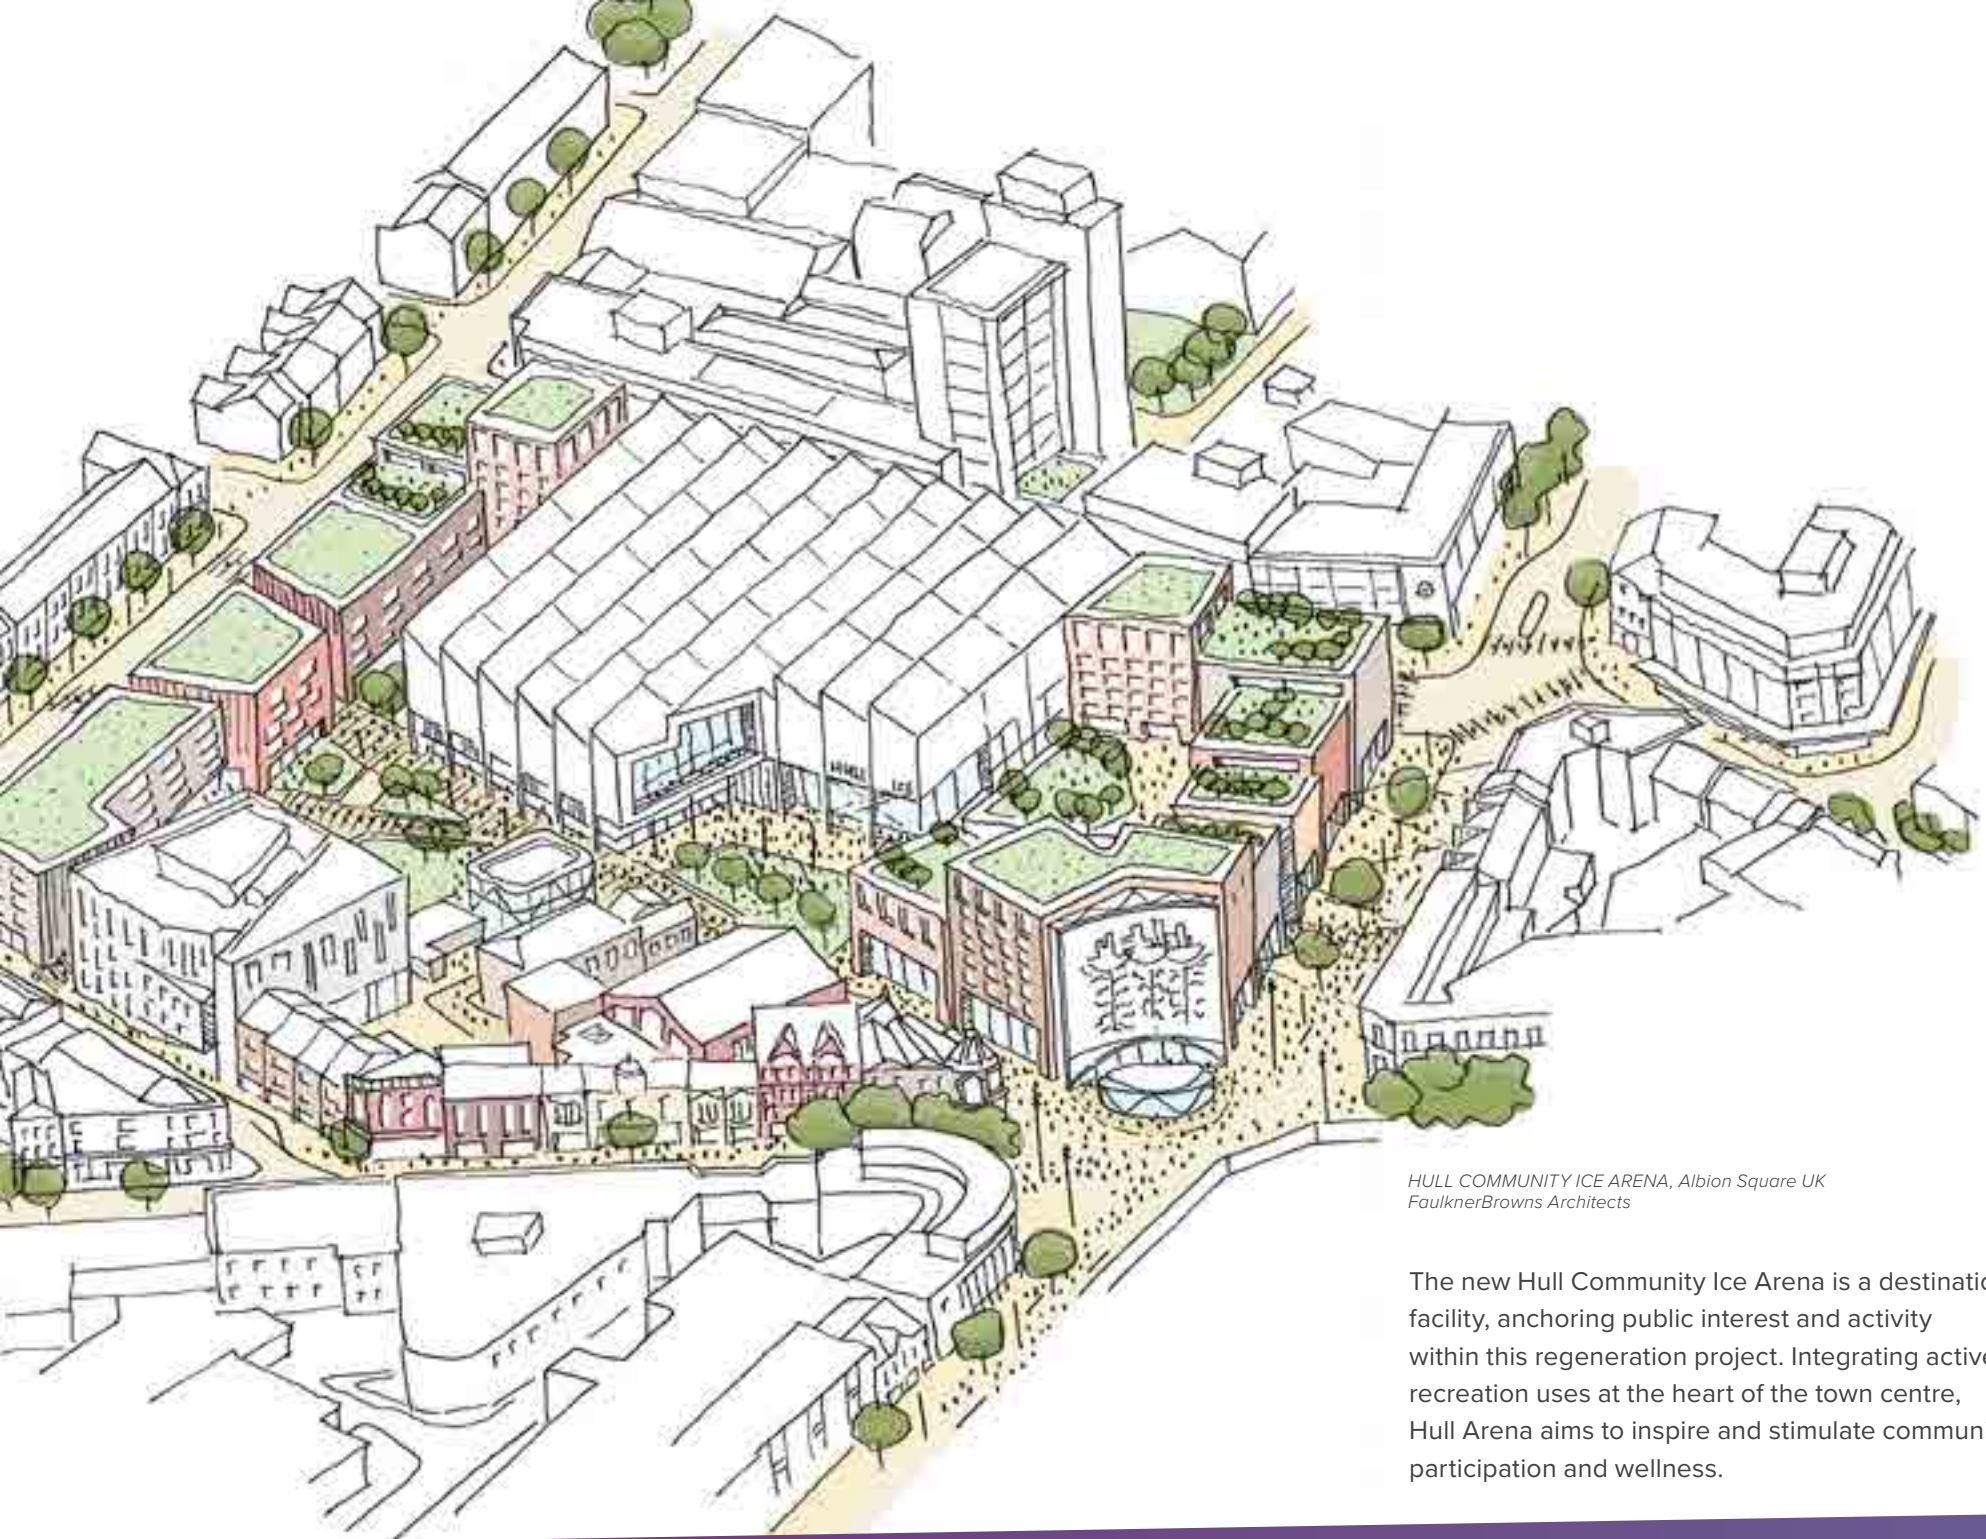 HULL ICE
HULL COMMUNITY ICE ARENA, Albion Square UK
FaulknerBrowns Architects
The new Hull Community Ice Arena is a destinatio
facility, anchoring public interest and activity
within this regeneration project. Integrating active
recreation uses at the heart of the town centre,
Hull Arena aims to inspire and stimulate commun
participation and wellness.